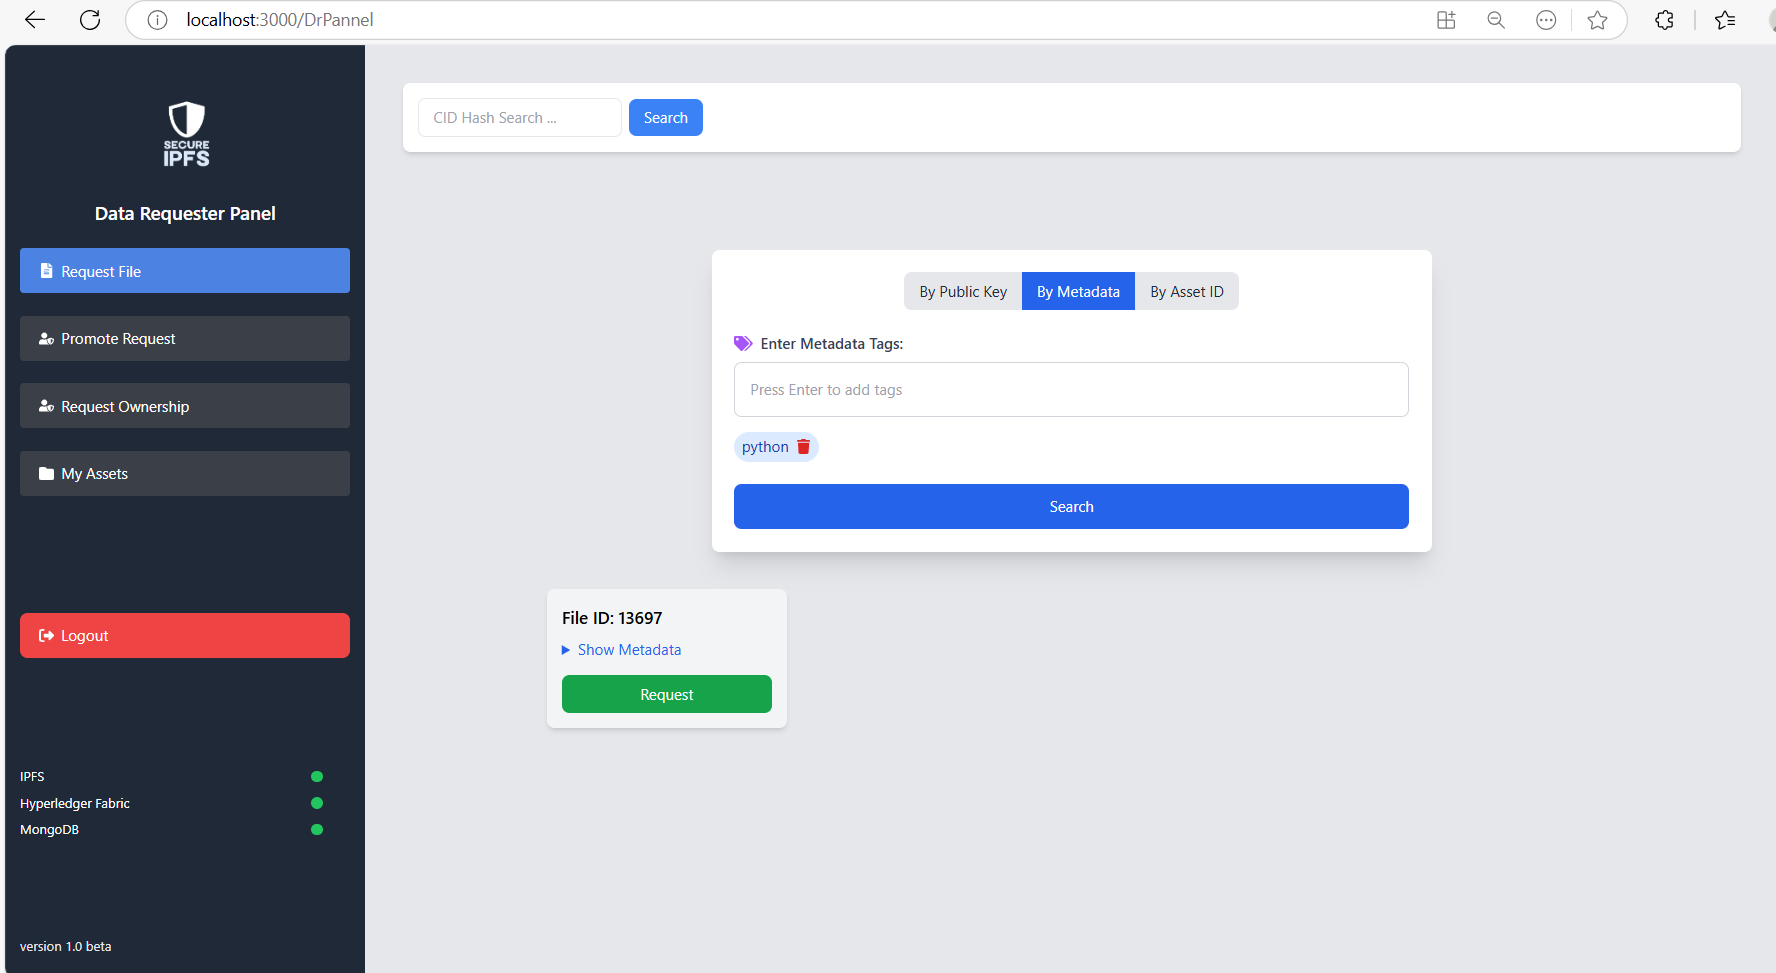 localhost:3000/DrPannel
SECURE
IPFS
Data Requester Panel
Request File
Promote Request
Request Ownership
My Assets
Logout
IPFS
Hyperledger Fabric
MongoDB
version 1.0 beta
CID Hash Search ...
Search
By Public Key
By Metadata
By Asset ID
Enter Metadata Tags:
Press Enter to add tags
python
Search
File ID: 13697
Show Metadata
Request